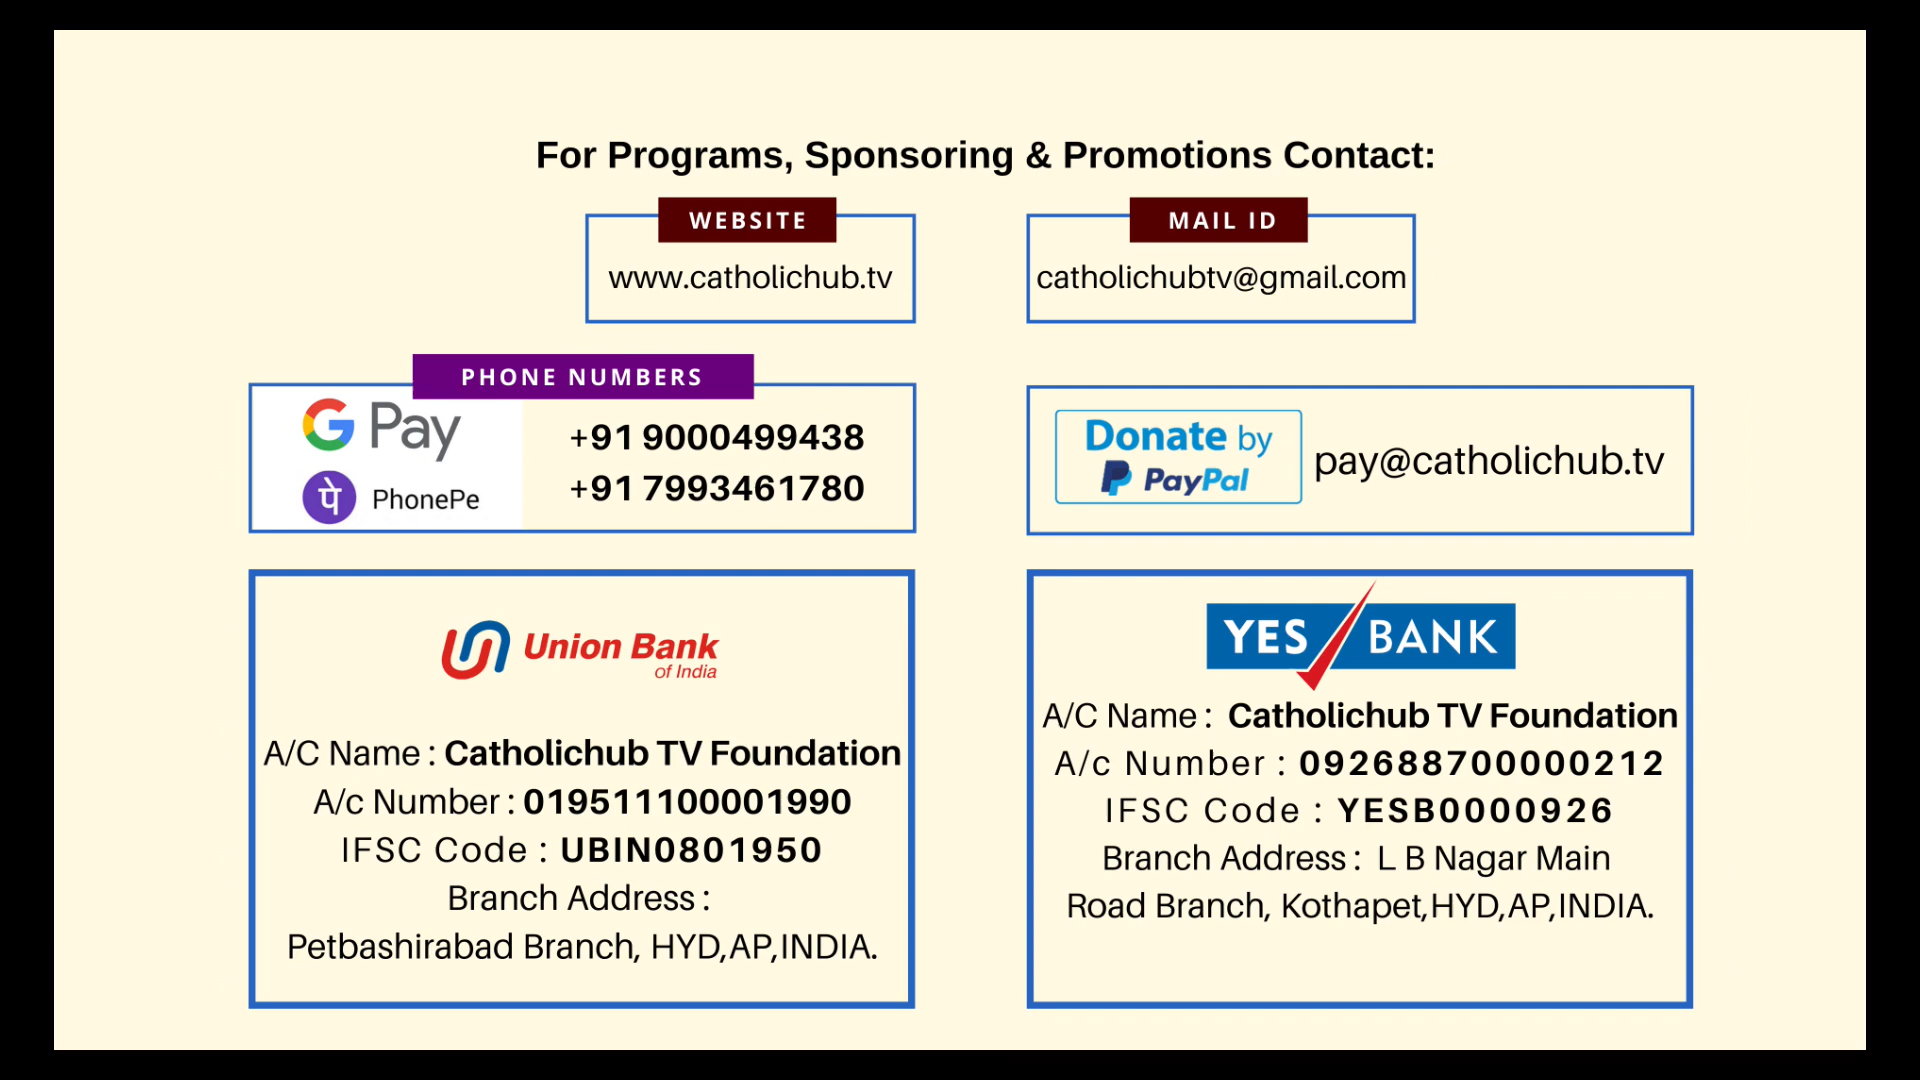 For Programs, Sponsoring & Promotions Contact:
WEBSITE
www.catholichub.tv
MAIL ID
catholichubtv@gmail.com
PHONE NUMBERS
G Pay
पे PhonePe
+91 9000499438
+91 7993461780
Donate by
PayPal
pay@catholichub.tv
Union Bank
of India
A/C Name : Catholichub TV Foundation
A/c Number : 019511100001990
IFSC Code : UBIN0801950
Branch Address :
Petbashirabad Branch, HYD,AP,INDIA.
YES BANK
A/C Name : Catholichub TV Foundation
A/c Number : 092688700000212
IFSC Code : YESB0000926
Branch Address : L B Nagar Main
Road Branch, Kothapet,HYD,AP,INDIA.